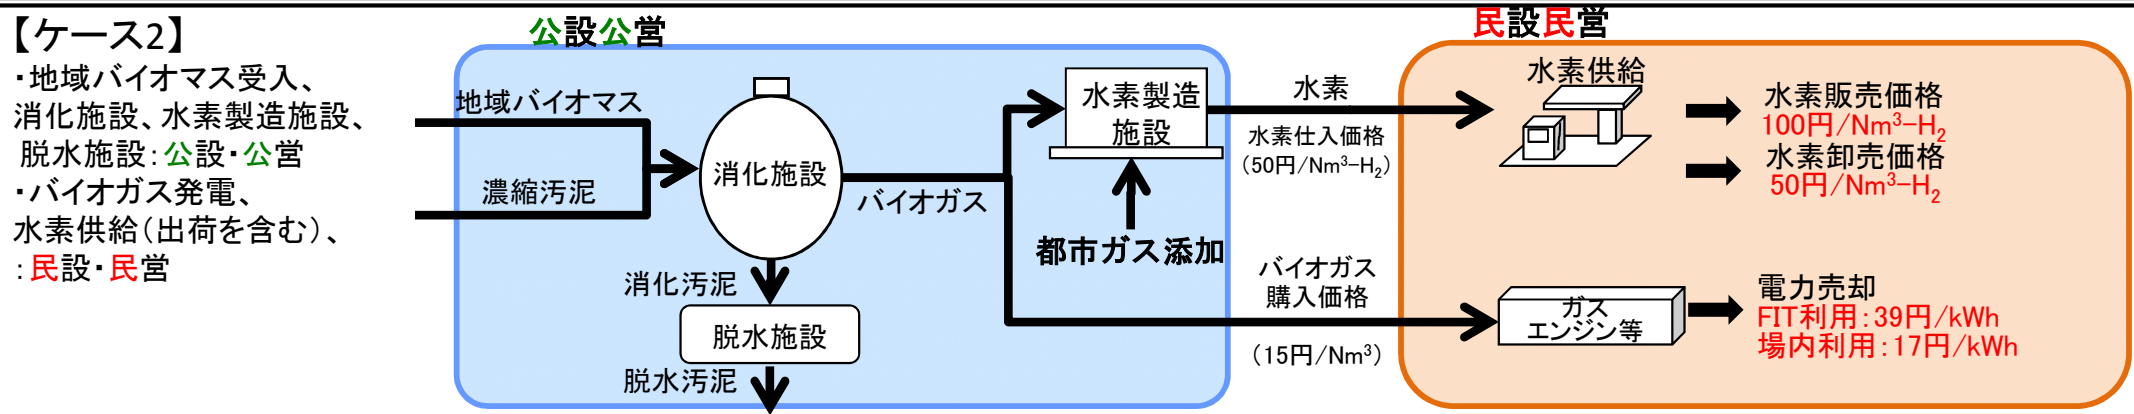 【ケース2】
・地域バイオマス受入、
消化施設、水素製造施設、
脱水施設：公設・公営
・バイオガス発電、
水素供給（出荷を含む）、
：民設・民営
公設公営
地域バイオマス
濃縮汚泥
消化施設
消化汚泥
脱水施設
脱水汚泥
バイオガス
水素製造
施設
都市ガス添加
水素
水素仕入価格
（50円/Nm³-H₂）
バイオガス
購入価格
（15円/Nm³）
民設民営
水素供給
水素販売価格
100円/Nm³-H₂
水素卸売価格
50円/Nm³-H₂
ガス
エンジン等
電力売却
FIT利用：39円/kWh
場内利用：17円/kWh